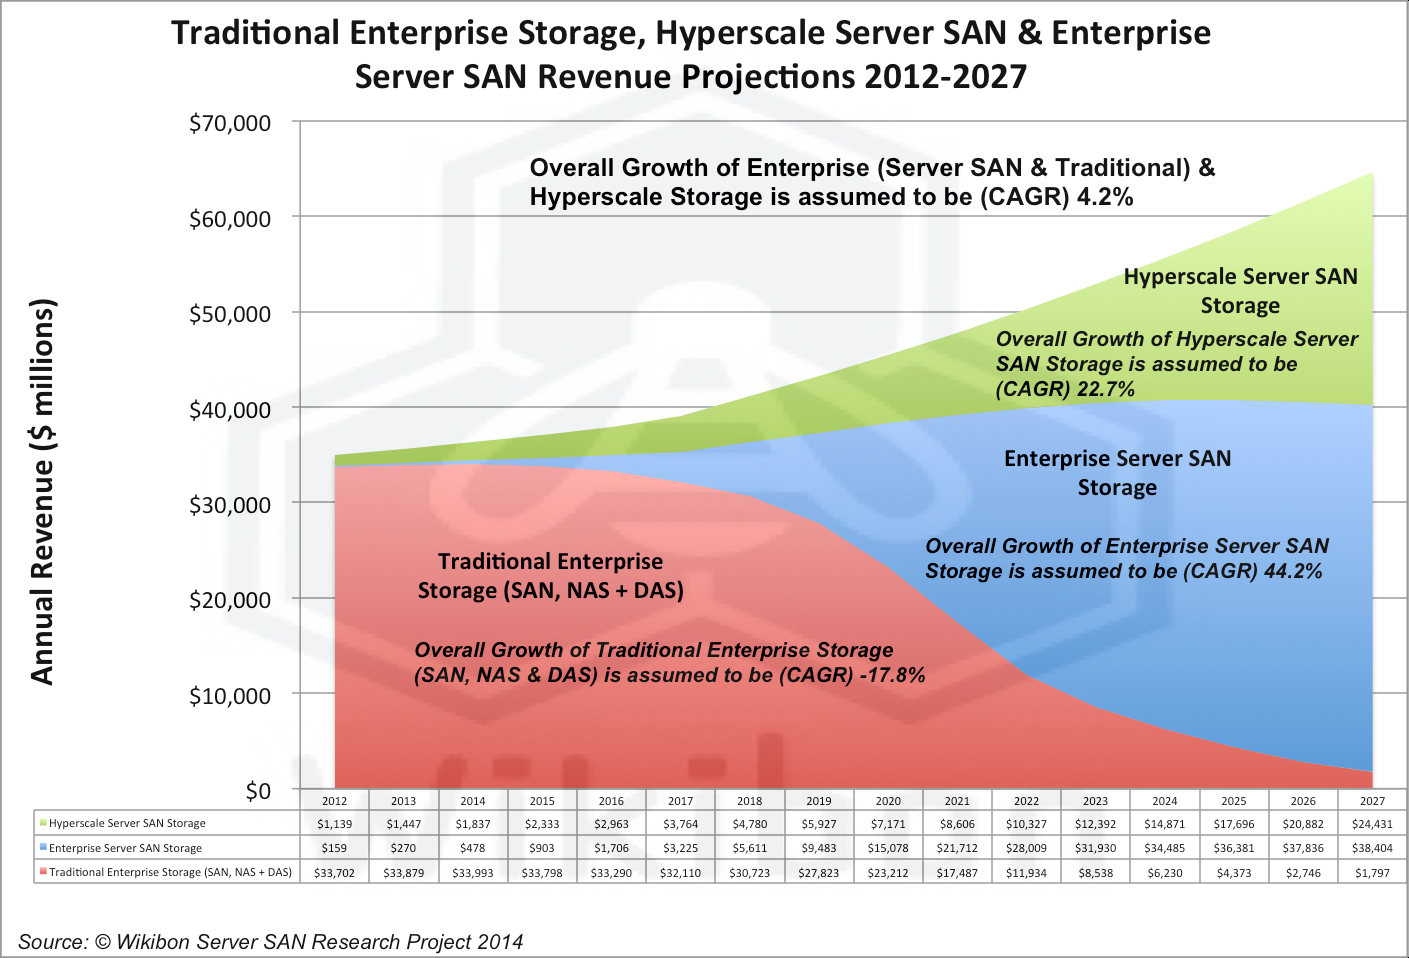 Traditional Enterprise Storage, Hyperscale Server SAN & Enterprise
Server SAN Revenue Projections 2012-2027
Annual Revenue ($ millions)
$70,000
$60,000
$50,000
$40,000
$30,000
$20,000
$10,000
$0
Overall Growth of Enterprise (Server SAN & Traditional) &
Hyperscale Storage is assumed to be (CAGR) 4.2%
Hyperscale Server SAN
Storage
Overall Growth of Hyperscale Server
SAN Storage is assumed to be
(CAGR) 22.7%
Enterprise Server SAN
Storage
Overall Growth of Enterprise Server SAN
Storage is assumed to be (CAGR) 44.2%
Traditional Enterprise
Storage (SAN, NAS + DAS)
Overall Growth of Traditional Enterprise Storage
(SAN, NAS & DAS) is assumed to be (CAGR) -17.8%
wikibon
2012 2013 2014 2015 2016 2017 2018 2019 2020 2021 2022 2023 2024 2025 2026 2027
Hyperscale Server SAN Storage $1,139 $1,447 $1,837 $2,333 $2,963 $3,764 $4,780 $5,927 $7,171 $8,606 $10,327 $12,392 $14,871 $17,696 $20,882 $24,431
Enterprise Server SAN Storage $159 $270 $478 $903 $1,706 $3,225 $5,611 $9,483 $15,078 $21,712 $28,009 $31,930 $34,485 $36,381 $37,836 $38,404
Traditional Enterprise Storage (SAN, NAS + DAS) $33,702 $33,879 $33,993 $33,798 $33,290 $32,110 $30,723 $27,823 $23,212 $17,487 $11,934 $8,538 $6,230 $4,373 $2,746 $1,797
Source: © Wikibon Server SAN Research Project 2014